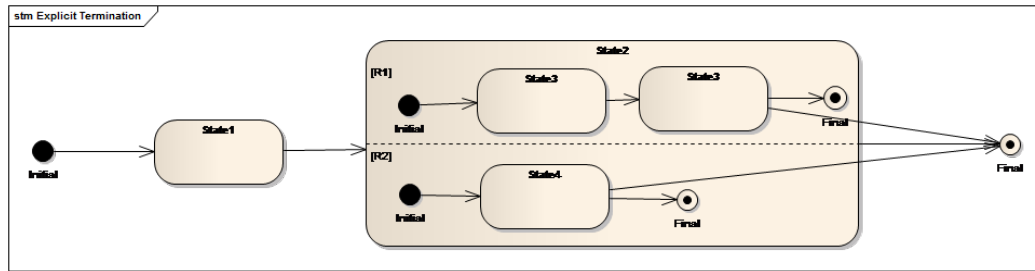 stm Explicit Termination
State2
[R1]
State3
State3
Initial
Final
State1
Initial
[R2]
State4
Initial
Final
Final